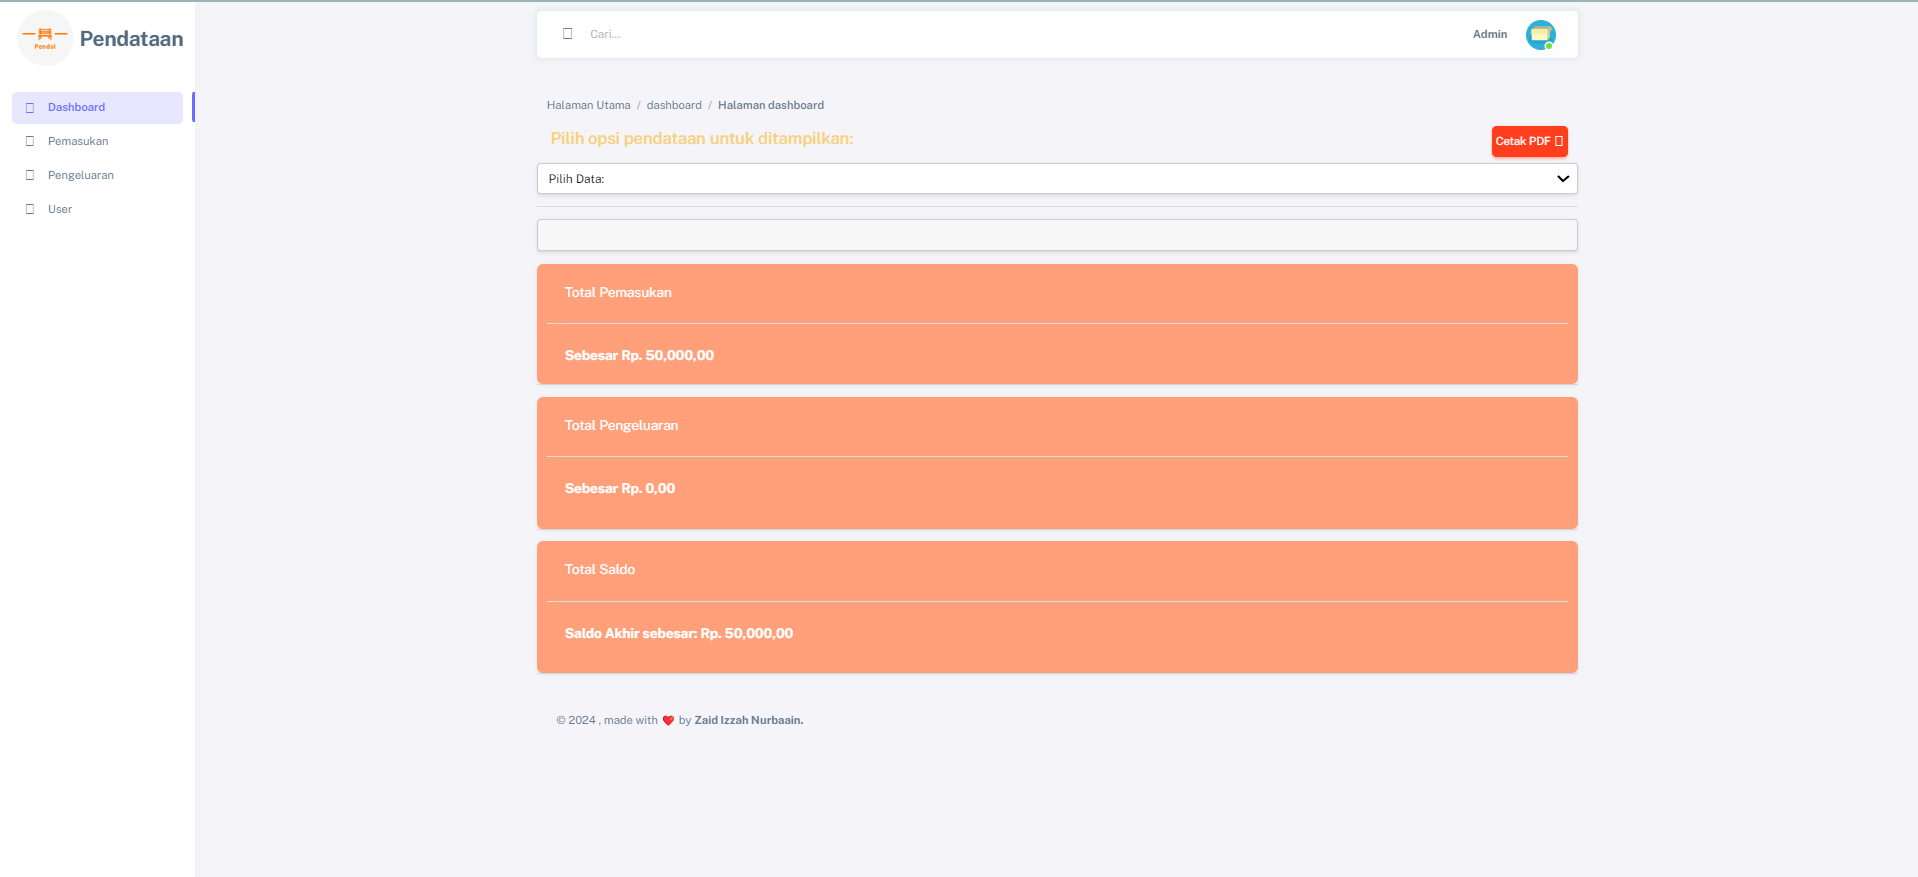 Pendol
Pendataan
Dashboard
Pemasukan
Pengeluaran
User
Cari...
Admin
Halaman Utama / dashboard / Halaman dashboard
Pilih opsi pendataan untuk ditampilkan:
Cetak PDF
Pilih Data:
Total Pemasukan
Sebesar Rp. 50,000,00
Total Pengeluaran
Sebesar Rp. 0,00
Total Saldo
Saldo Akhir sebesar: Rp. 50,000,00
© 2024 , made with ❤️ by Zaid Izzah Nurbaain.